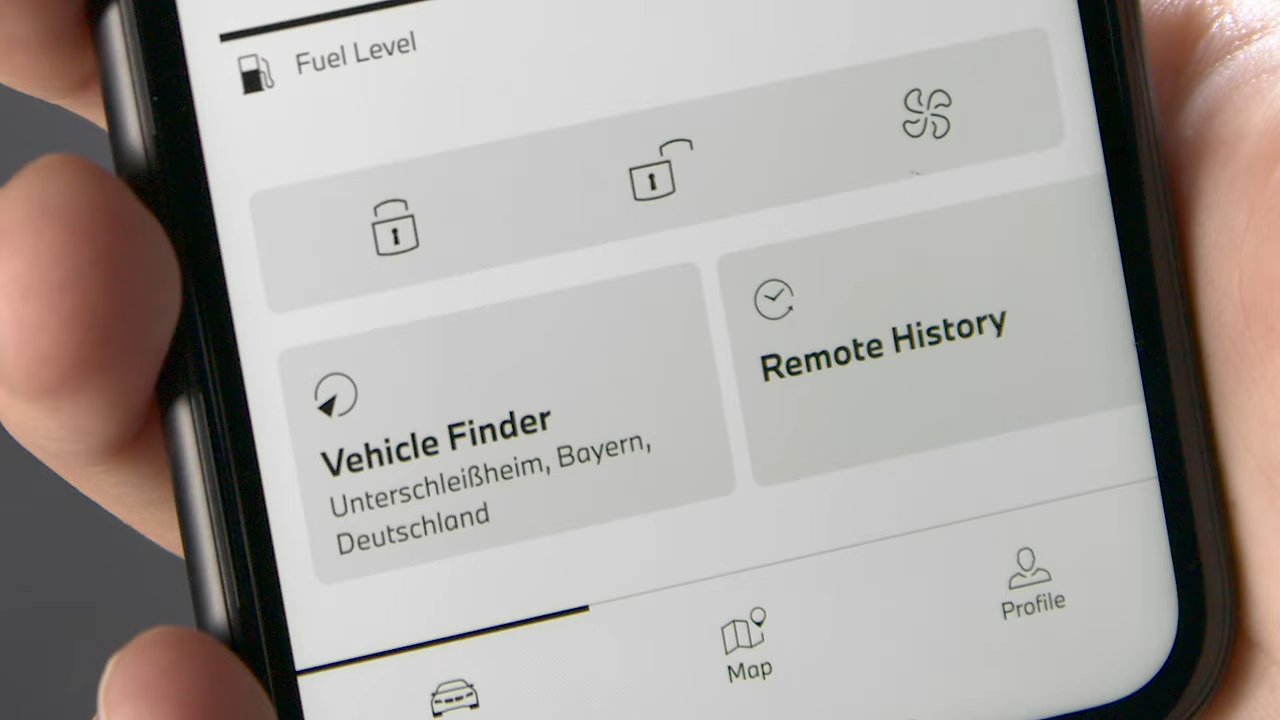 Fuel Level
Vehicle Finder
Unterschleißheim, Bayern,
Deutschland
Remote History
Map
Profile